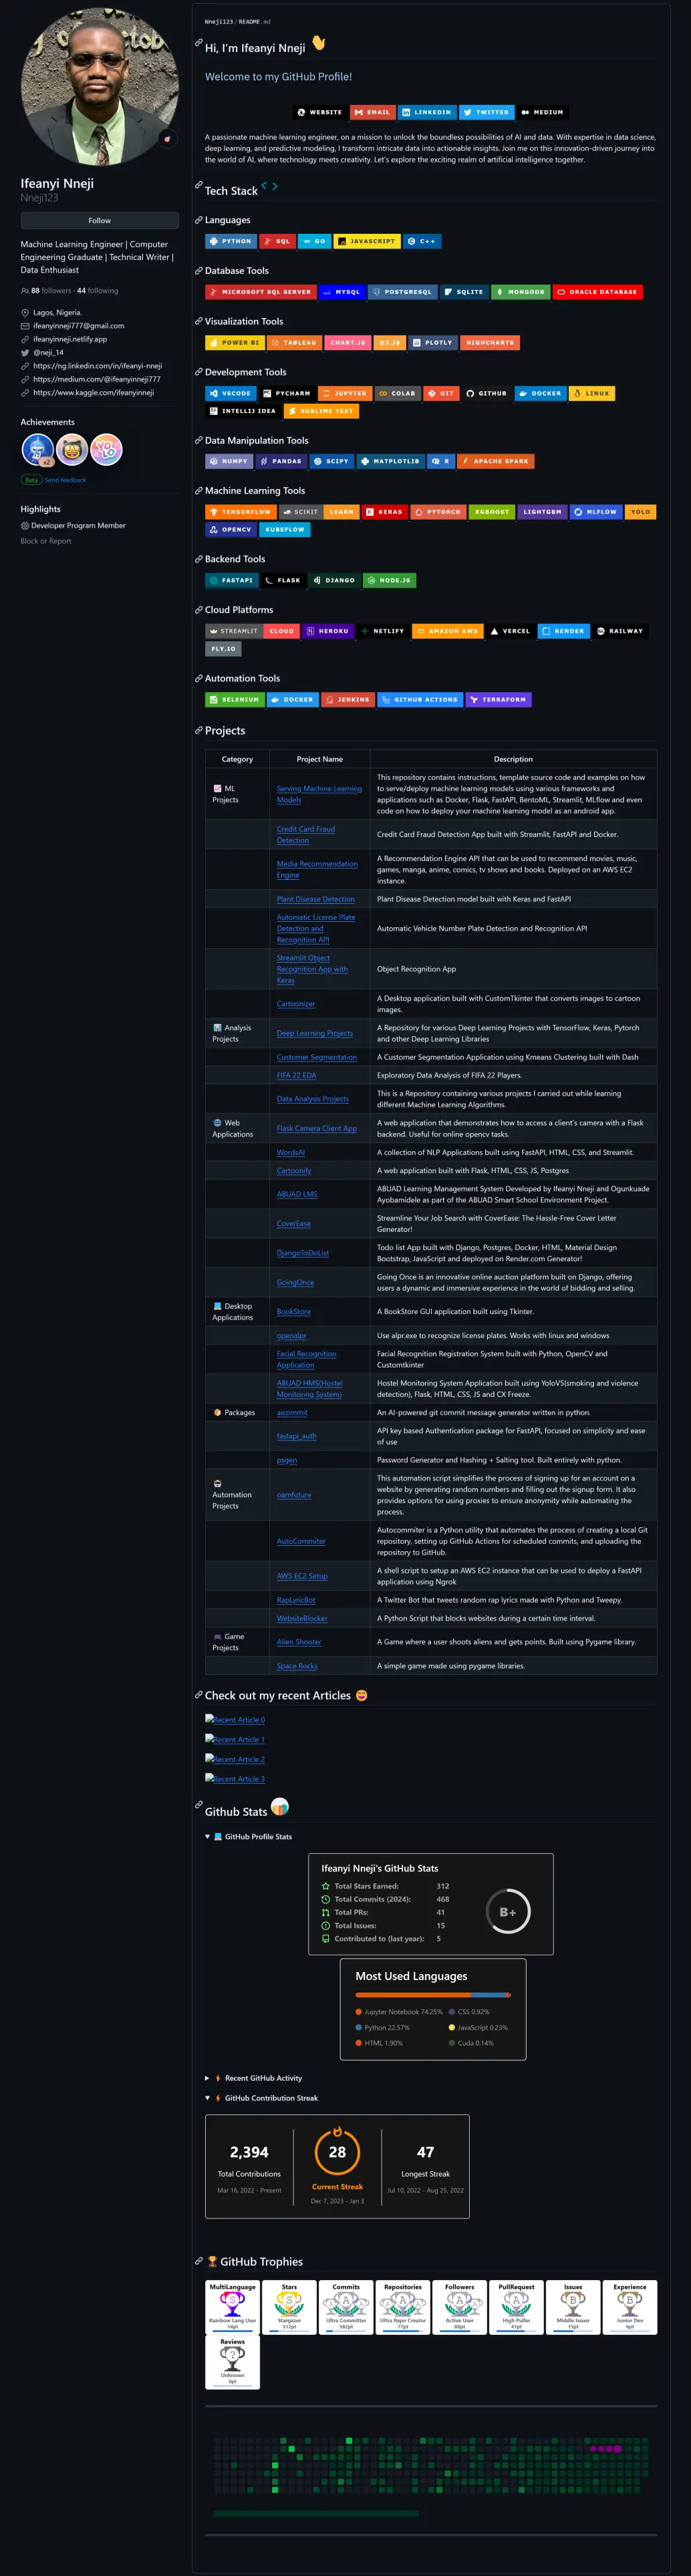 Ifeanyi Nneji
Nneji123
Follow
Machine Learning Engineer | Computer
Engineering Graduate | Technical Writer |
Data Enthusiast
88 followers · 44 following
Lagos, Nigeria.
ifeanyinneji777@gmail.com
ifeanyinneji.netlify.app
@neji_14
https://ng.linkedin.com/in/ifeanyi-nneji
https://medium.com/@ifeanyinneji777
https://www.kaggle.com/ifeanyinneji
Achievements
x2
YOLO
Beta Send feedback
Highlights
Developer Program Member
Block or Report
Nneji123 / README.md
Hi, I'm Ifeanyi Nneji
Welcome to my GitHub Profile!
WEBSITE EMAIL LINKEDIN TWITTER MEDIUM
A passionate machine learning engineer, on a mission to unlock the boundless possibilities of AI and data. With expertise in data science,
deep learning, and predictive modeling, I transform intricate data into actionable insights. Join me on this innovation-driven journey into
the world of AI, where technology meets creativity. Let's explore the exciting realm of artificial intelligence together.
Tech Stack < >
Languages
PYTHON SQL GO JAVASCRIPT C++
Database Tools
MICROSOFT SQL SERVER MYSQL POSTGRESQL SQLITE MONGODB ORACLE DATABASE
Visualization Tools
POWER BI TABLEAU CHART.JS D3.JS PLOTLY HIGHCHARTS
Development Tools
VSCODE PYCHARM JUPYTER COLAB GIT GITHUB DOCKER LINUX
INTELLIJ IDEA SUBLIME TEXT
Data Manipulation Tools
NUMPY PANDAS SCIPY MATPLOTLIB R APACHE SPARK
Machine Learning Tools
TENSORFLOW SCIKIT LEARN KERAS PYTORCH XGBOOST LIGHTGBM MLFLOW YOLO
OPENCV KUBEFLOW
Backend Tools
FASTAPI FLASK DJANGO NODE.JS
Cloud Platforms
STREAMLIT CLOUD HEROKU NETLIFY AMAZON AWS VERCEL RENDER RAILWAY
FLY.IO
Automation Tools
SELENIUM DOCKER JENKINS GITHUB ACTIONS TERRAFORM
Projects
Category Project Name Description
ML
Projects
Serving Machine Learning
Models
This repository contains instructions, template source code and examples on how
to serve/deploy machine learning models using various frameworks and
applications such as Docker, Flask, FastAPI, BentoML, Streamlit, MLflow and even
code on how to deploy your machine learning model as an android app.
Credit Card Fraud
Detection
Credit Card Fraud Detection App built with Streamlit, FastAPI and Docker.
Media Recommendation
Engine
A Recommendation Engine API that can be used to recommend movies, music,
games, manga, anime, comics, tv shows and books. Deployed on an AWS EC2
instance.
Plant Disease Detection
Plant Disease Detection model built with Keras and FastAPI
Automatic License Plate
Detection and
Recognition API
Automatic Vehicle Number Plate Detection and Recognition API
Streamlit Object
Recognition App with
Keras
Object Recognition App
Cartoonizer
A Desktop application built with CustomTkinter that converts images to cartoon
images.
Analysis
Projects
Deep Learning Projects
A Repository for various Deep Learning Projects with TensorFlow, Keras, Pytorch
and other Deep Learning Libraries
Customer Segmentation
A Customer Segmentation Application using Kmeans Clustering built with Dash
FIFA 22 EDA
Exploratory Data Analysis of FIFA 22 Players.
Data Analysis Projects
This is a Repository containing various projects I carried out while learning
different Machine Learning Algorithms.
Web
Applications
Flask Camera Client App
A web application that demonstrates how to access a client's camera with a Flask
backend. Useful for online opencv tasks.
WordsAI
A collection of NLP Applications built using FastAPI, HTML, CSS, and Streamlit.
Cartoonify
A web application built with Flask, HTML, CSS, JS, Postgres
ABUAD LMS
ABUAD Learning Management System Developed by Ifeanyi Nneji and Ogunkuade
Ayobamidele as part of the ABUAD Smart School Environment Project.
CoverEase
Streamline Your Job Search with CoverEase: The Hassle-Free Cover Letter
Generator!
DjangoToDoList
Todo list App built with Django, Postgres, Docker, HTML, Material Design
Bootstrap, JavaScript and deployed on Render.com Generator!
GoingOnce
Going Once is an innovative online auction platform built on Django, offering
users a dynamic and immersive experience in the world of bidding and selling.
Desktop
Applications
BookStore
A BookStore GUI application built using Tkinter.
openalpr
Use alpr.exe to recognize license plates. Works with linux and windows
Facial Recognition
Application
Facial Recognition Registration System built with Python, OpenCV and
Customtkinter
ABUAD HMS(Hostel
Monitoring System)
Hostel Monitoring System Application built using YoloV5(smoking and violence
detection), Flask, HTML, CSS, JS and CX Freeze.
Packages
aicommit
An AI-powered git commit message generator written in python.
fastapi_auth
API key based Authentication package for FastAPI, focused on simplicity and ease
of use
psgen
Password Generator and Hashing + Salting tool. Built entirely with python.
Automation
Projects
oamfuture
This automation script simplifies the process of signing up for an account on a
website by generating random numbers and filling out the signup form. It also
provides options for using proxies to ensure anonymity while automating the
process.
AutoCommiter
Autocommiter is a Python utility that automates the process of creating a local Git
repository, setting up GitHub Actions for scheduled commits, and uploading the
repository to GitHub.
AWS EC2 Setup
A shell script to setup an AWS EC2 instance that can be used to deploy a FastAPI
application using Ngrok
RapLyricBot
A Twitter Bot that tweets random rap lyrics made with Python and Tweepy.
WebsiteBlocker
A Python Script that blocks websites during a certain time interval.
Game
Projects
Alien Shooter
A Game where a user shoots aliens and gets points. Built using Pygame library.
Space Rocks
A simple game made using pygame libraries.
Check out my recent Articles
Recent Article 0
Recent Article 1
Recent Article 2
Recent Article 3
Github Stats
GitHub Profile Stats
Ifeanyi Nneji's GitHub Stats
Total Stars Earned: 312
Total Commits (2024): 468
Total PRs: 41
Total Issues: 15
Contributed to (last year): 5
B+
Most Used Languages
Jupyter Notebook 74.25% CSS 0.92%
Python 22.57% JavaScript 0.23%
HTML 1.90% Cuda 0.14%
Recent GitHub Activity
GitHub Contribution Streak
2,394
Total Contributions
Mar 16, 2022 - Present
28
Current Streak
Dec 7, 2023 - Jan 3
47
Longest Streak
Jul 10, 2022 - Aug 25, 2022
GitHub Trophies
MultiLanguage Stars Commits Repositories Followers PullRequest Issues Experience
Rainbow Lang User Stargazer Ultra Committer Ultra Repo Creator Active User High Puller Middle Issuer Junior Dev
14pt 312pt 582pt 77pt 88pt 41pt 15pt 6pt
Reviews
?
Unknown
0pt